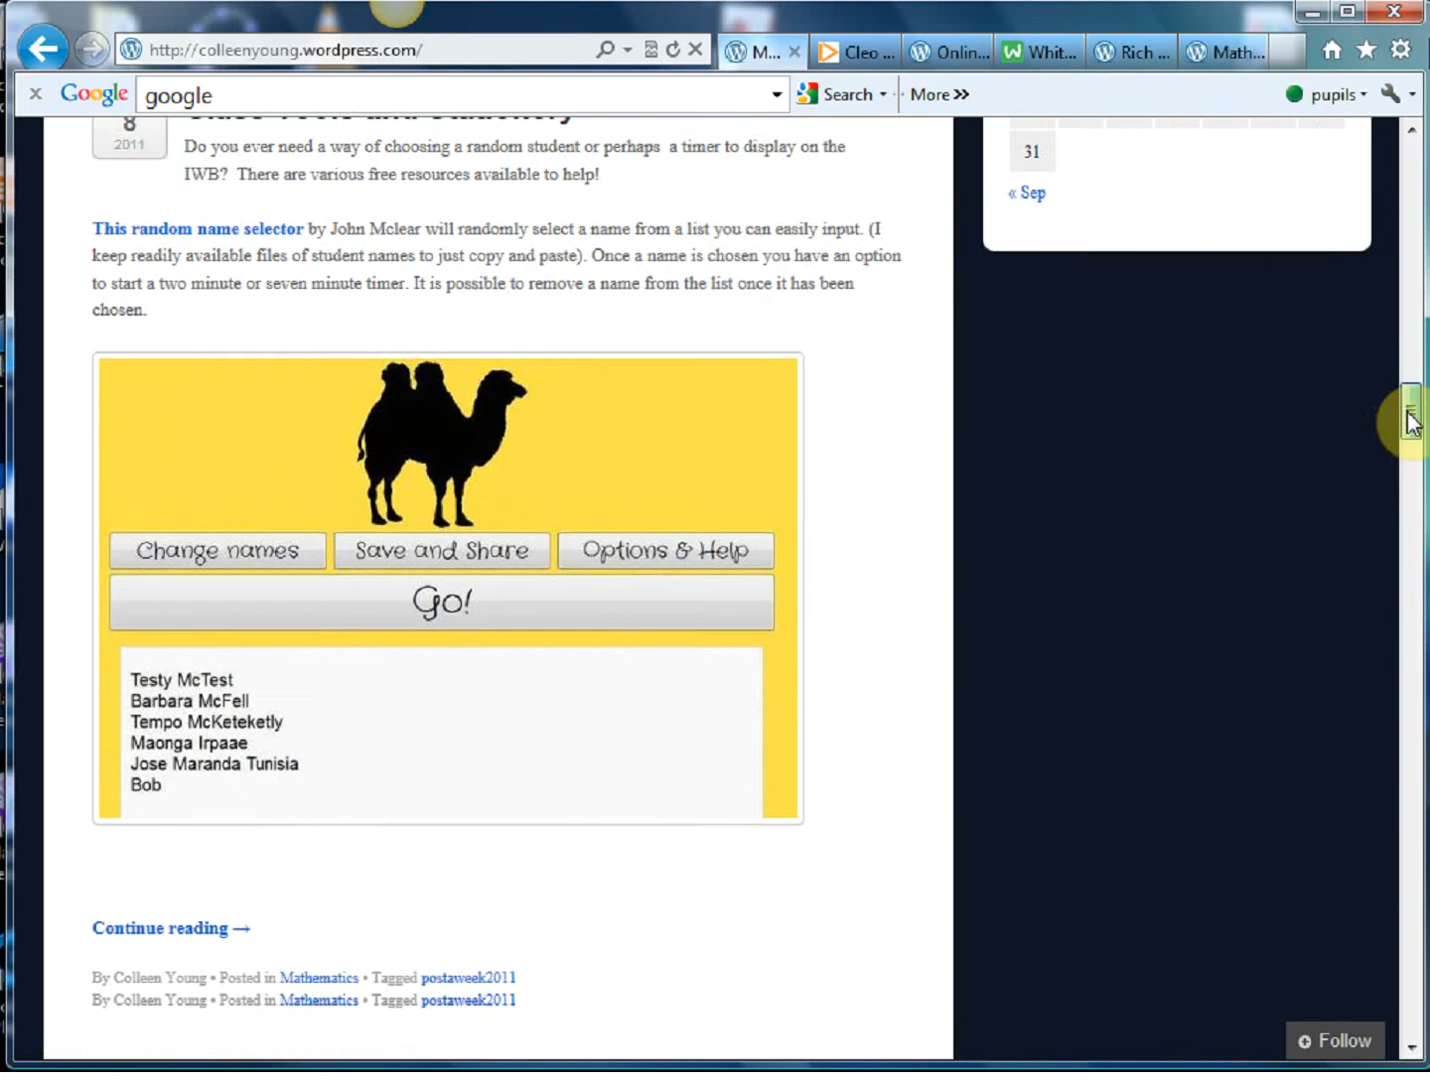 http://colleenyoung.wordpress.com/
M...
Cleo ...
Onlin...
Whit...
Rich ...
Math...
x Google google Search More » pupils
8
2011
Do you ever need a way of choosing a random student or perhaps a timer to display on the
IWB? There are various free resources available to help!
This random name selector by John Mclear will randomly select a name from a list you can easily input. (I
keep readily available files of student names to just copy and paste). Once a name is chosen you have an option
to start a two minute or seven minute timer. It is possible to remove a name from the list once it has been
chosen.
Change names
Save and Share
Options & Help
Go!
Testy McTest
Barbara McFell
Tempo McKeteketly
Maonga Irpaae
Jose Maranda Tunisia
Bob
Continue reading →
By Colleen Young • Posted in Mathematics • Tagged postaweek2011
By Colleen Young • Posted in Mathematics • Tagged postaweek2011
31
« Sep
Follow